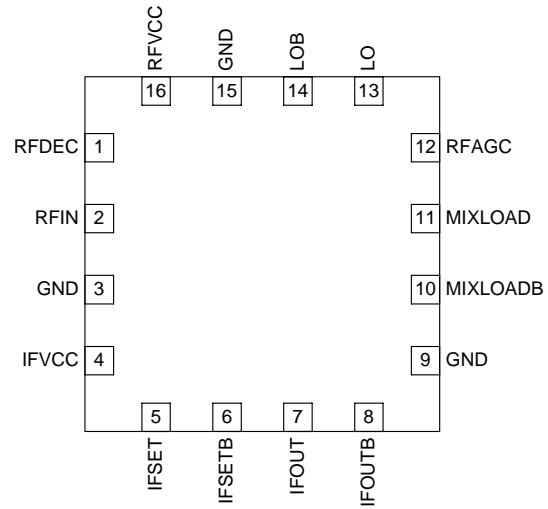 RFVCC
GND
LOB
LO
16
15
14
13
RFDEC 1
12 RFAGC
RFIN 2
11 MIXLOAD
GND 3
10 MIXLOADB
IFVCC 4
9 GND
5
6
7
8
IFSET
IFSETB
IFOUT
IFOUTB